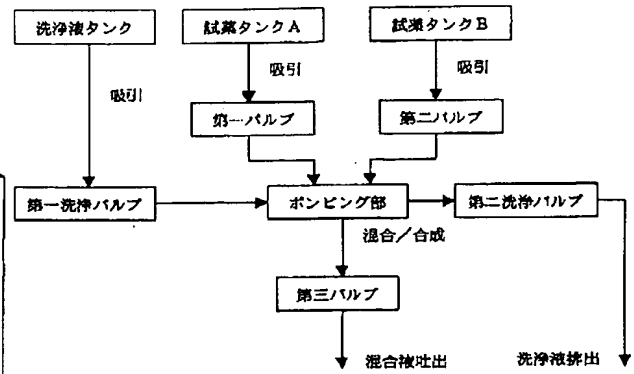 洗浄液タンク
試薬タンクA
試薬タンクB
吸引
吸引
吸引
第一バルブ
第二バルブ
第一洗浄バルブ
ポンピング部
第二洗浄バルブ
混合/合成
第三バルブ
混合液吐出
洗浄液排出